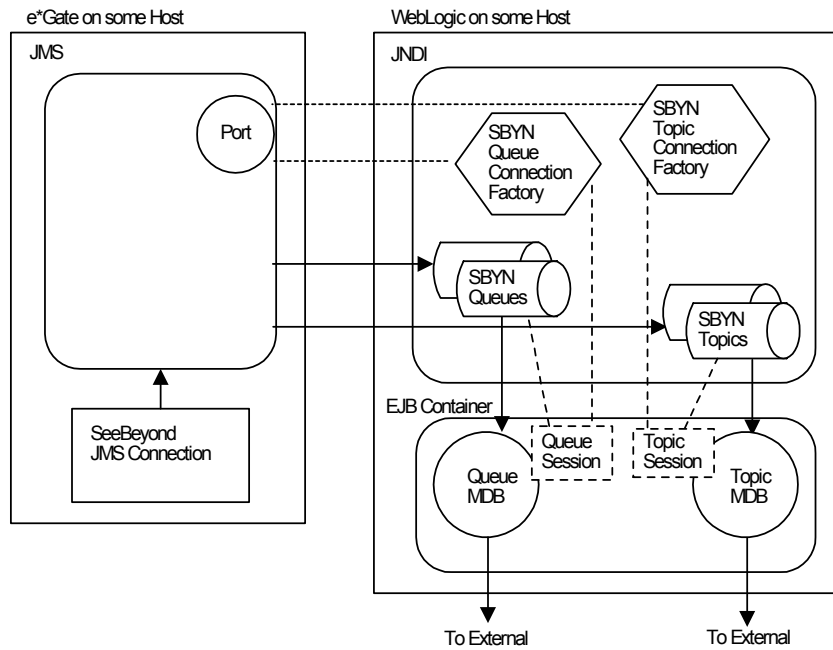 e*Gate on some Host
WebLogic on some Host
JMS
JNDI
Port
SBYN
Queue
Connection
Factory
SBYN
Topic
Connection
Factory
SBYN
Queues
SBYN
Topics
SeeBeyond
JMS Connection
EJB Container
Queue
MDB
Queue
Session
Topic
Session
Topic
MDB
To External
To External